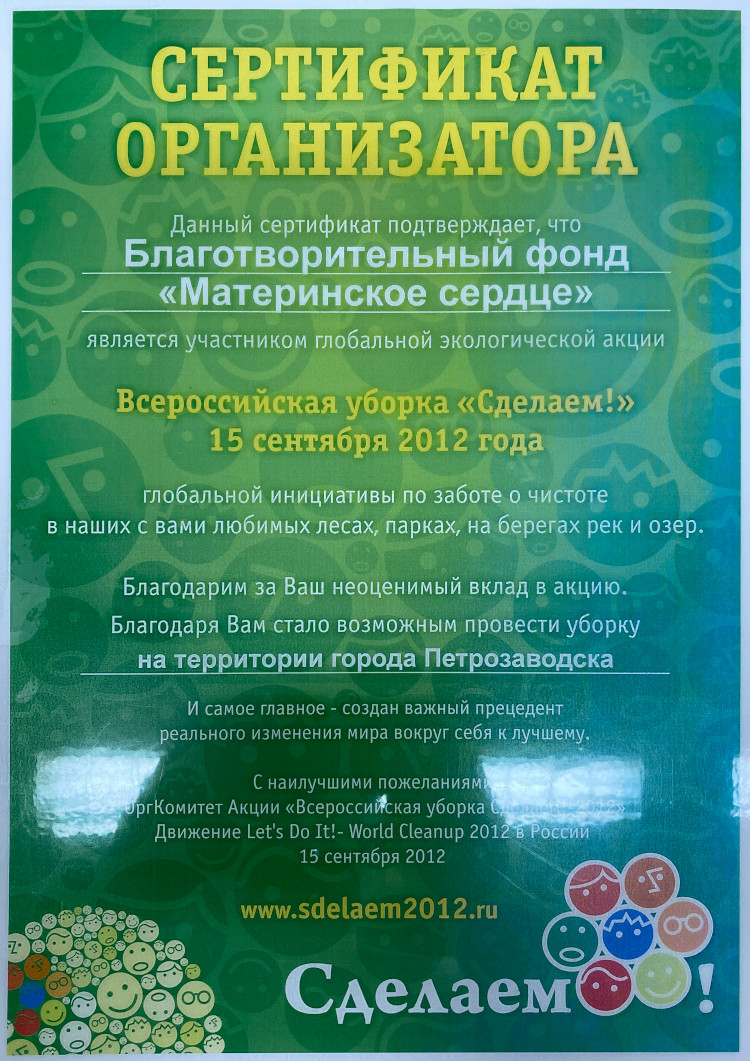 СЕРТИФИКАТ
ОРГАНИЗАТОРА
Данный сертификат подтверждает, что
Благотворительный фонд
«Материнское сердце»
является участником глобальной экологической акции
Всероссийская уборка «Сделаем!»
15 сентября 2012 года
глобальной инициативы по заботе о чистоте
в наших с вами любимых лесах, парках, на берегах рек и озер.
Благодарим за Ваш неоценимый вклад в акцию.
Благодаря Вам стало возможным провести уборку
на территории города Петрозаводска
И самое главное - создан важный прецедент
реального изменения мира вокруг себя к лучшему.
С наилучшими пожеланиями
ОргКомитет Акции «Всероссийская уборка Сделаем - 2012»
Движение Let's Do It!- World Cleanup 2012 в России
15 сентября 2012
www.sdelaem2012.ru
Сделаем!